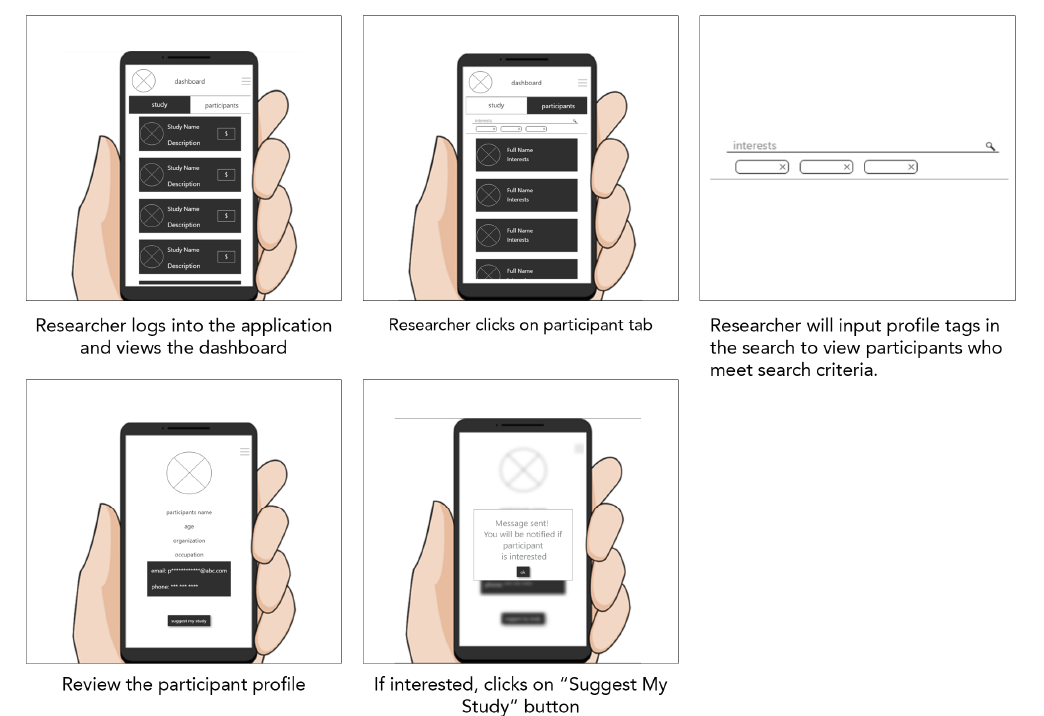 dashboard
study participants
Study Name
$
Description
Study Name
$
Description
Study Name
$
Description
Study Name
$
Description
Researcher logs into the application
and views the dashboard
dashboard
study participants
interests
Full Name
Interests
Full Name
Interests
Full Name
Interests
Full Name
Researcher clicks on participant tab
interests
Researcher will input profile tags in
the search to view participants who
meet search criteria.
participants name
age
organization
occupation
email: p************@abc.com
phone: *** *** ****
suggest my study
Review the participant profile
Message sent!
You will be notified if
participant
is interested
ok
If interested, clicks on “Suggest My
Study” button